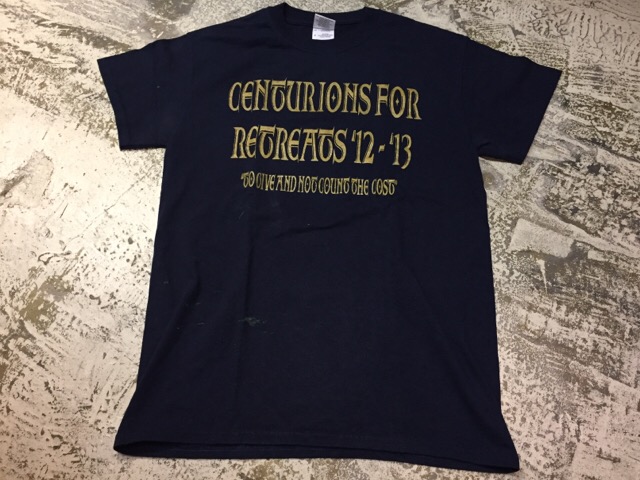 CENTURIONS FOR
RETREATS '12 - '13
"TO GIVE AND NOT COUNT THE COST"